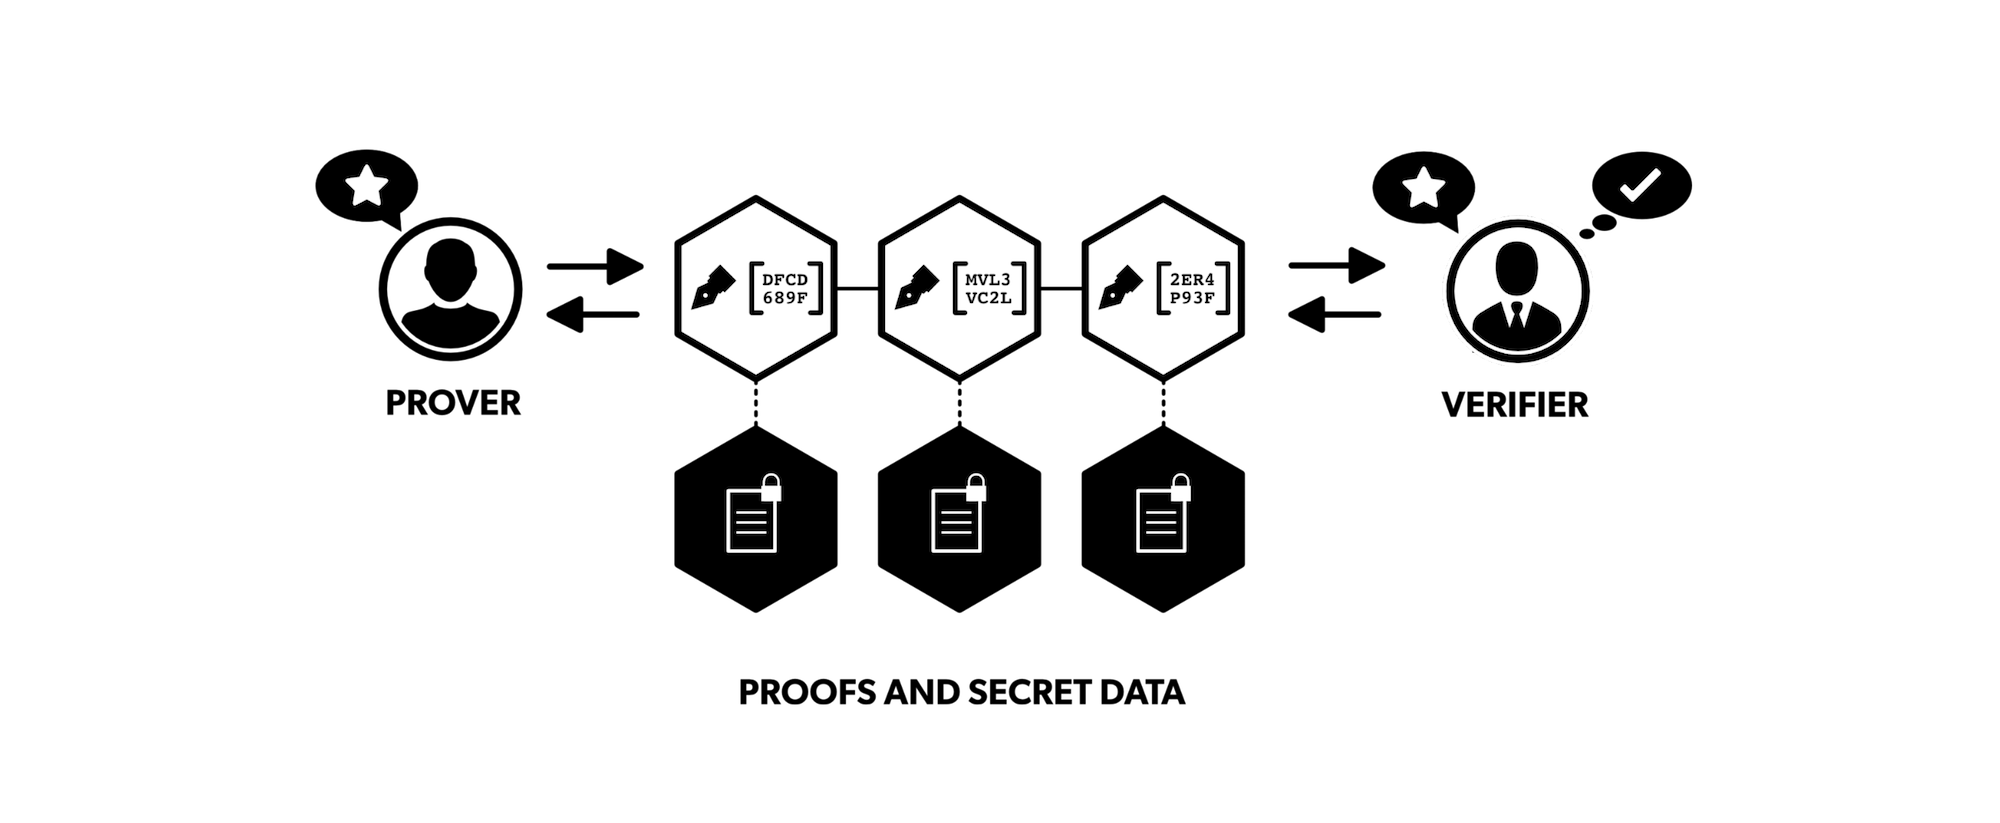 DFCD
689F
MVL3
VC2L
2ER4
P93F
PROVER
VERIFIER
PROOFS AND SECRET DATA